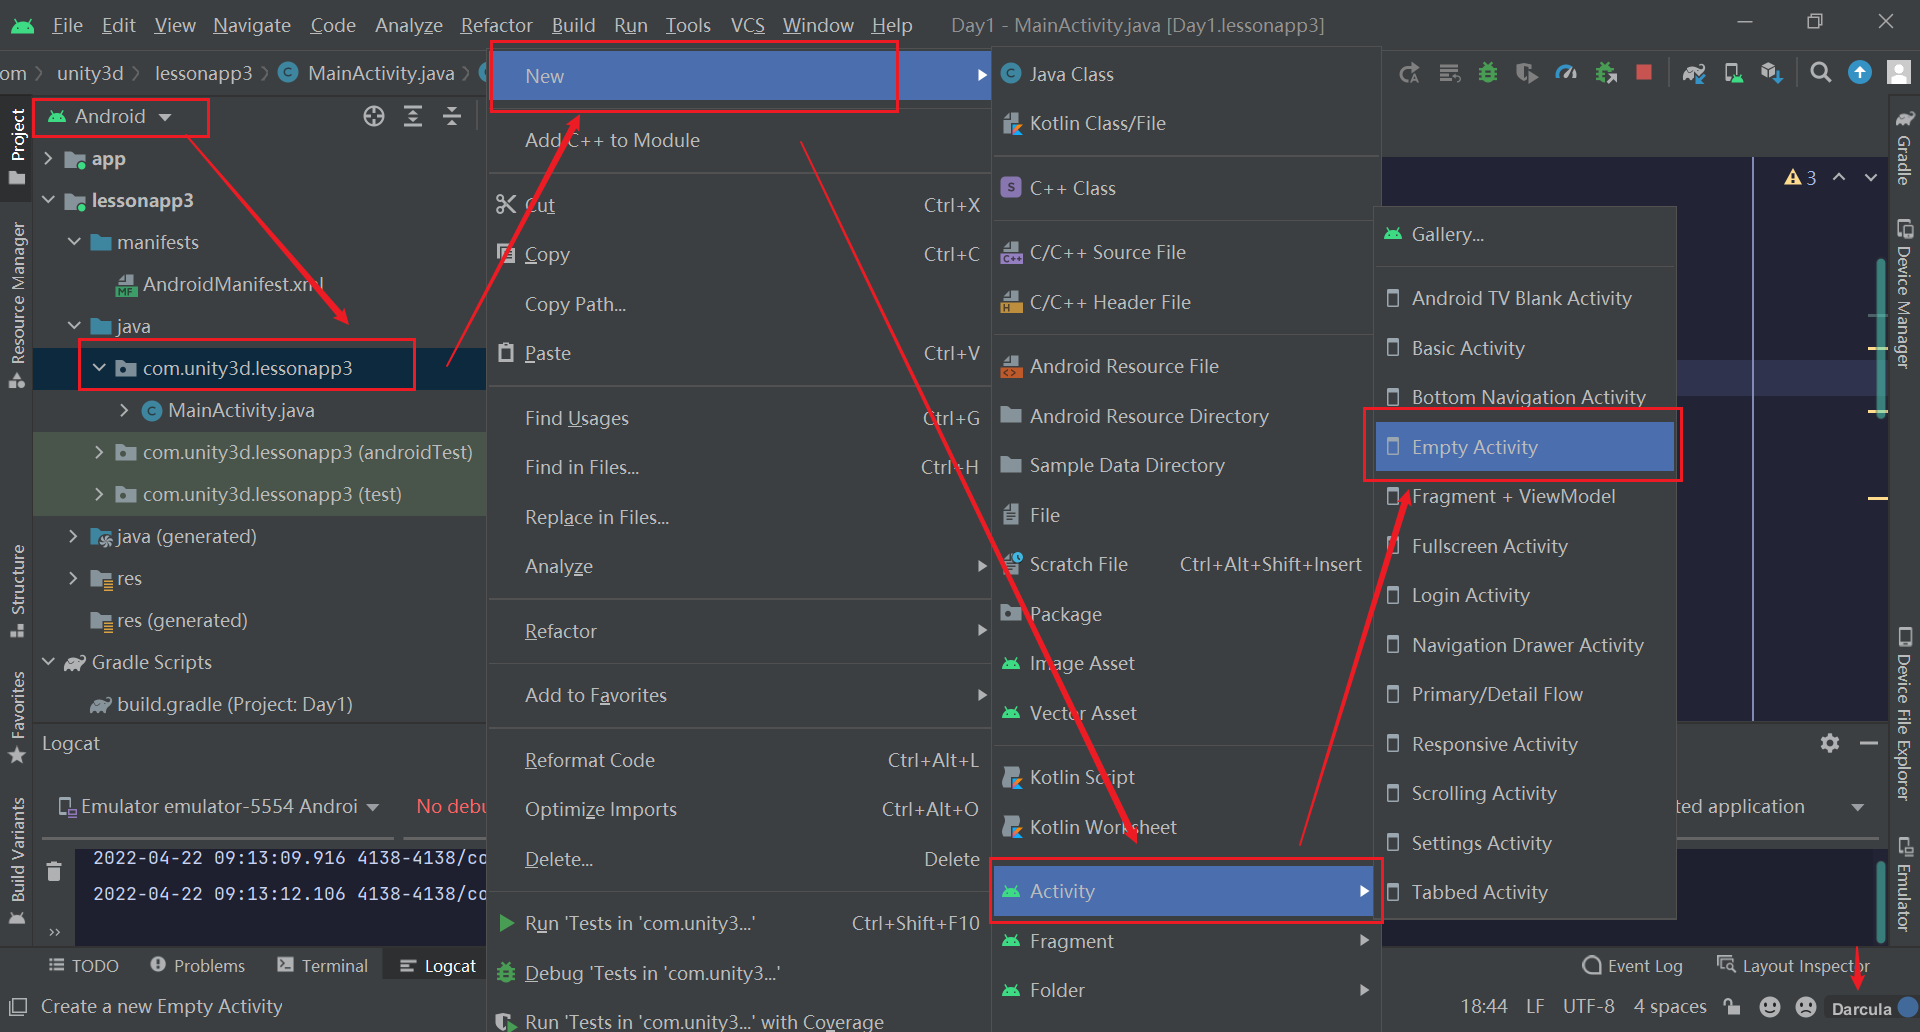 File Edit View Navigate Code Analyze Refactor Build Run Tools VCS Window Help Day1 - MainActivity.java [Day1.lessonapp3]
om unity3d lessonapp3 MainActivity.java
Project
Android
app
lessonapp3
manifests
AndroidManifest.xml
java
com.unity3d.lessonapp3
MainActivity.java
com.unity3d.lessonapp3 (androidTest)
com.unity3d.lessonapp3 (test)
java (generated)
res
res (generated)
Gradle Scripts
build.gradle (Project: Day1)
Resource Manager
Structure
Favorites
Build Variants
Logcat
Emulator emulator-5554 Androi No debu
2022-04-22 09:13:09.916 4138-4138/co
2022-04-22 09:13:12.106 4138-4138/co
New
Add C++ to Module
Cut Ctrl+X
Copy Ctrl+C
Copy Path...
Paste Ctrl+V
Find Usages Ctrl+G
Find in Files... Ctrl+H
Replace in Files...
Analyze
Refactor
Add to Favorites
Reformat Code Ctrl+Alt+L
Optimize Imports Ctrl+Alt+O
Delete... Delete
Run 'Tests in 'com.unity3...' Ctrl+Shift+F10
Debug 'Tests in 'com.unity3...'
Run 'Tests in 'com.unity3...' with Coverage
Java Class
Kotlin Class/File
C++ Class
C/C++ Source File
C/C++ Header File
Android Resource File
Android Resource Directory
Sample Data Directory
File
Scratch File Ctrl+Alt+Shift+Insert
Package
Image Asset
Vector Asset
Kotlin Script
Kotlin Worksheet
Activity
Fragment
Folder
Gallery...
Android TV Blank Activity
Basic Activity
Bottom Navigation Activity
Empty Activity
Fragment + ViewModel
Fullscreen Activity
Login Activity
Navigation Drawer Activity
Primary/Detail Flow
Responsive Activity
Scrolling Activity
Settings Activity
Tabbed Activity
3
ted application
Gradle
Device Manager
Device File Explorer
Emulator
TODO Problems Terminal Logcat Event Log Layout Inspector
Create a new Empty Activity 18:44 LF UTF-8 4 spaces Darcula